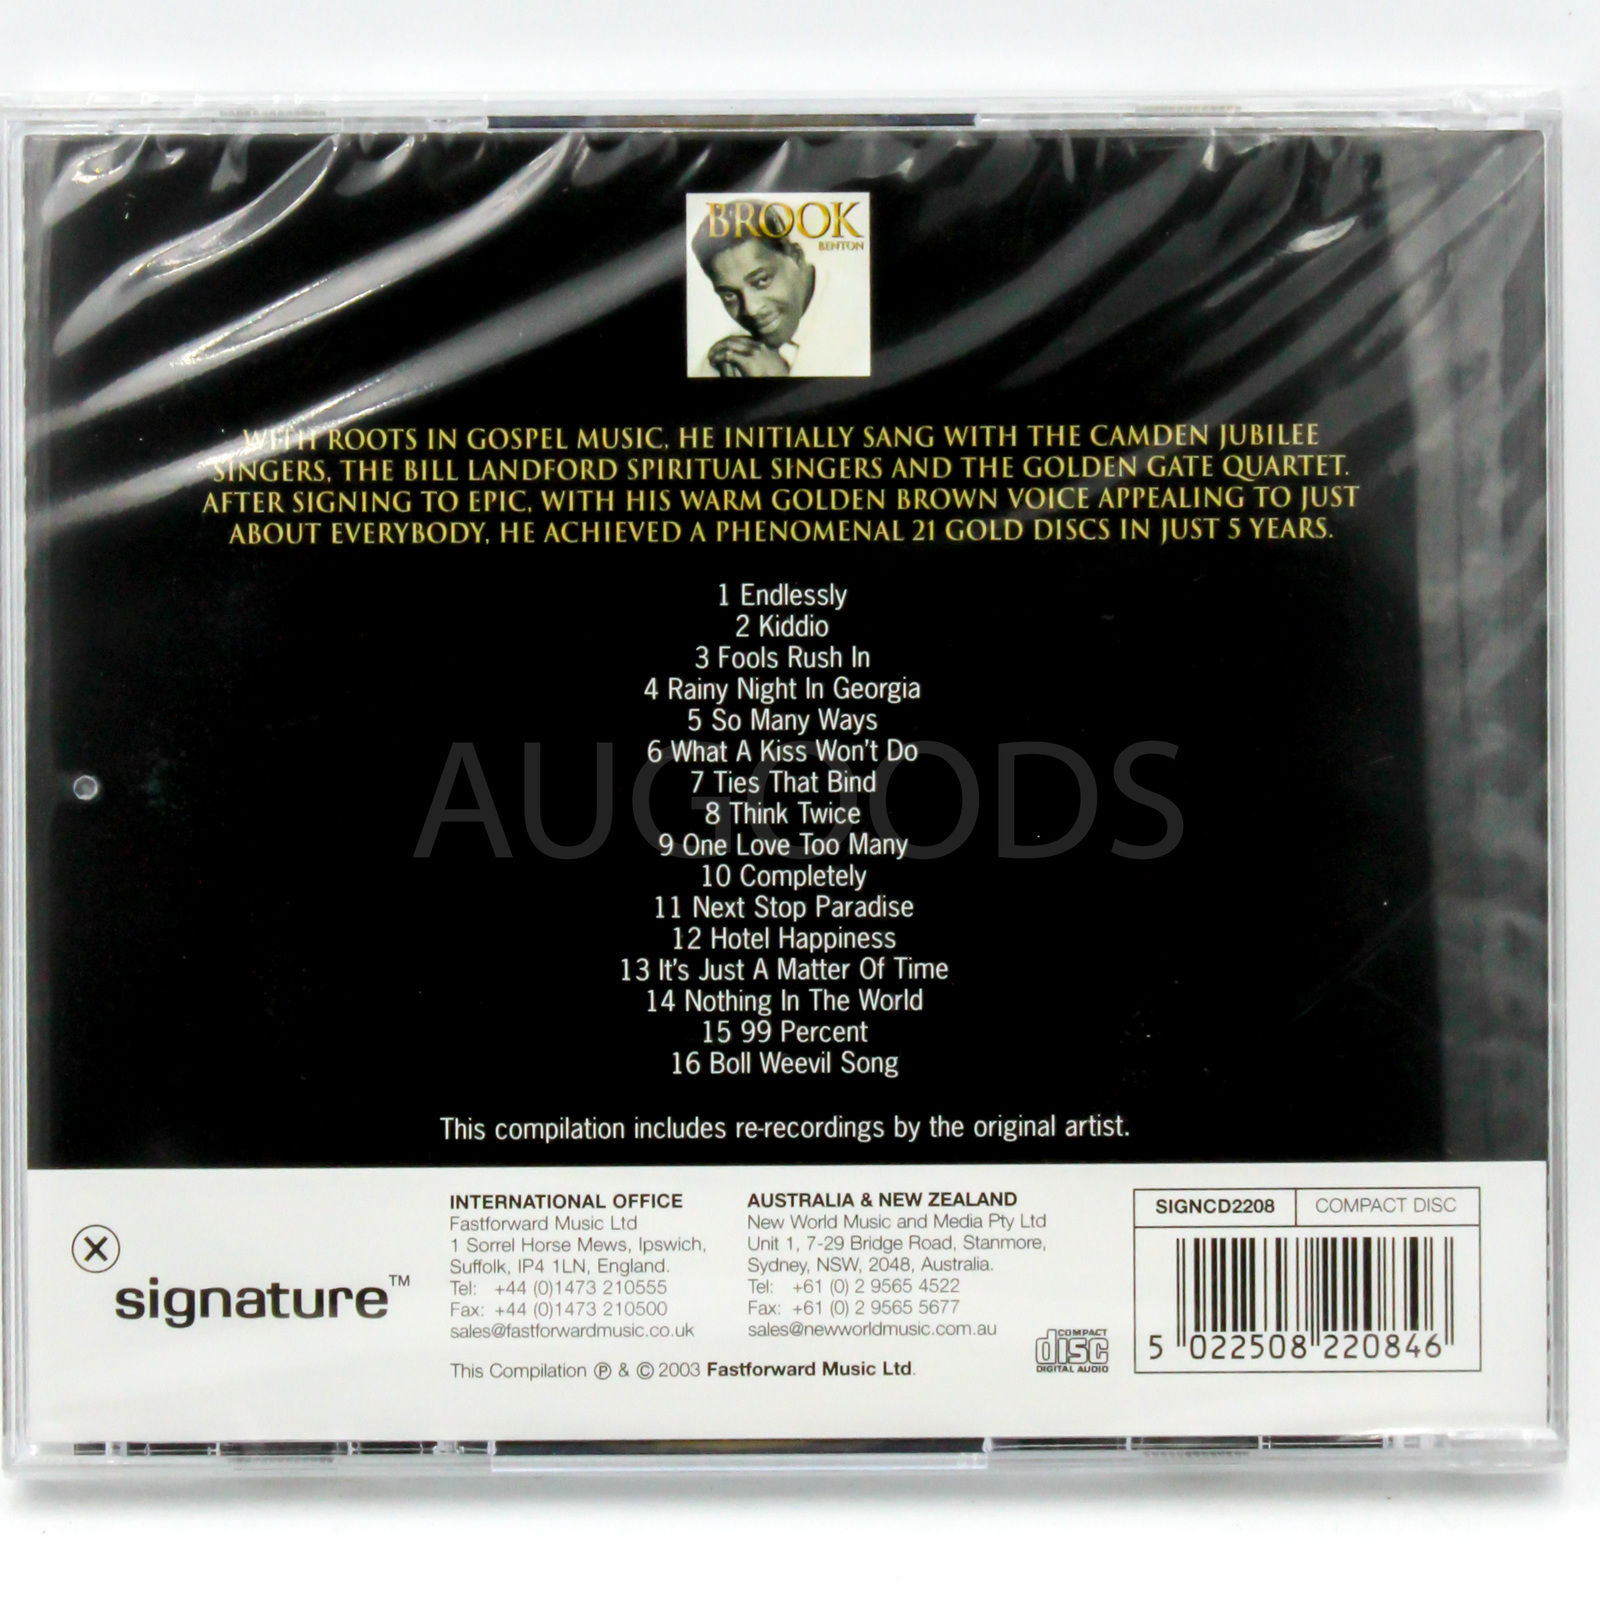 BROOK
BENTON
WITH ROOTS IN GOSPEL MUSIC, HE INITIALLY SANG WITH THE CAMDEN JUBILEE
SINGERS, THE BILL LANDFORD SPIRITUAL SINGERS AND THE GOLDEN GATE QUARTET.
AFTER SIGNING TO EPIC, WITH HIS WARM GOLDEN BROWN VOICE APPEALING TO JUST
ABOUT EVERYBODY, HE ACHIEVED A PHENOMENAL 21 GOLD DISCS IN JUST 5 YEARS.
1 Endlessly
2 Kiddio
3 Fools Rush In
4 Rainy Night In Georgia
5 So Many Ways
6 What A Kiss Won't Do
7 Ties That Bind
8 Think Twice
AUGOODS
9 One Love Too Many
10 Completely
11 Next Stop Paradise
12 Hotel Happiness
13 It's Just A Matter Of Time
14 Nothing In The World
15 99 Percent
16 Boll Weevil Song
This compilation includes re-recordings by the original artist.
signature™
INTERNATIONAL OFFICE
Fastforward Music Ltd
1 Sorrel Horse Mews, Ipswich,
Suffolk, IP4 1LN, England.
Tel: +44 (0)1473 210555
Fax: +44 (0)1473 210500
sales@fastforwardmusic.co.uk
AUSTRALIA & NEW ZEALAND
New World Music and Media Pty Ltd
Unit 1, 7-29 Bridge Road, Stanmore,
Sydney, NSW, 2048, Australia.
Tel: +61 (0) 2 9565 4522
Fax: +61 (0) 2 9565 5677
sales@newworldmusic.com.au
This Compilation ℗ & © 2003 Fastforward Music Ltd.
COMPACT
disc
DIGITAL AUDIO
SIGNCD2208 COMPACT DISC
5 022508 220846